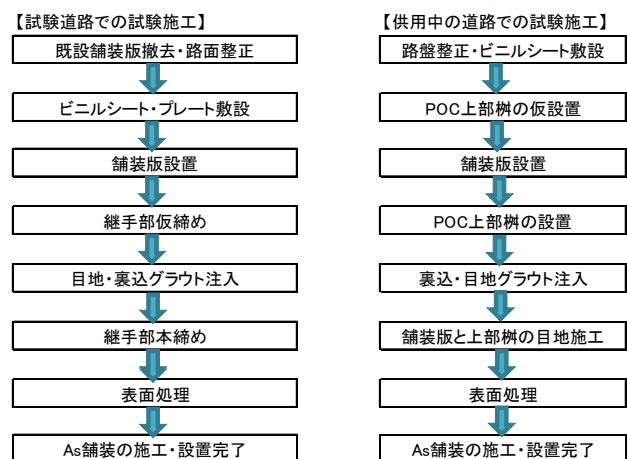 【試験道路での試験施工】
既設舗装版撤去・路面整正
ビニルシート・プレート敷設
舗装版設置
継手部仮締め
目地・裏込グラウト注入
継手部本締め
表面処理
As舗装の施工・設置完了
【供用中の道路での試験施工】
路盤整正・ビニルシート敷設
POC上部桝の仮設置
舗装版設置
POC上部桝の設置
裏込・目地グラウト注入
舗装版と上部桝の目地施工
表面処理
As舗装の施工・設置完了